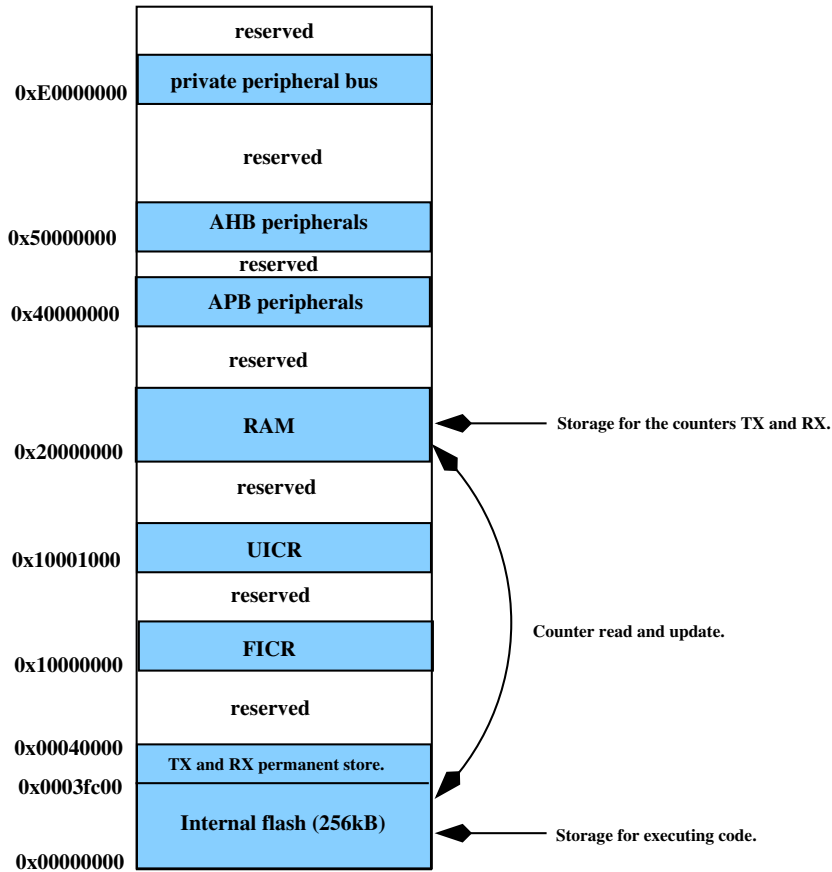 reserved
private peripheral bus
0xE0000000
reserved
AHB peripherals
0x50000000
reserved
APB peripherals
0x40000000
reserved
RAM
Storage for the counters TX and RX.
0x20000000
reserved
UICR
0x10001000
reserved
Counter read and update.
FICR
0x10000000
reserved
0x00040000
TX and RX permanent store.
0x0003fc00
Internal flash (256kB)
Storage for executing code.
0x00000000